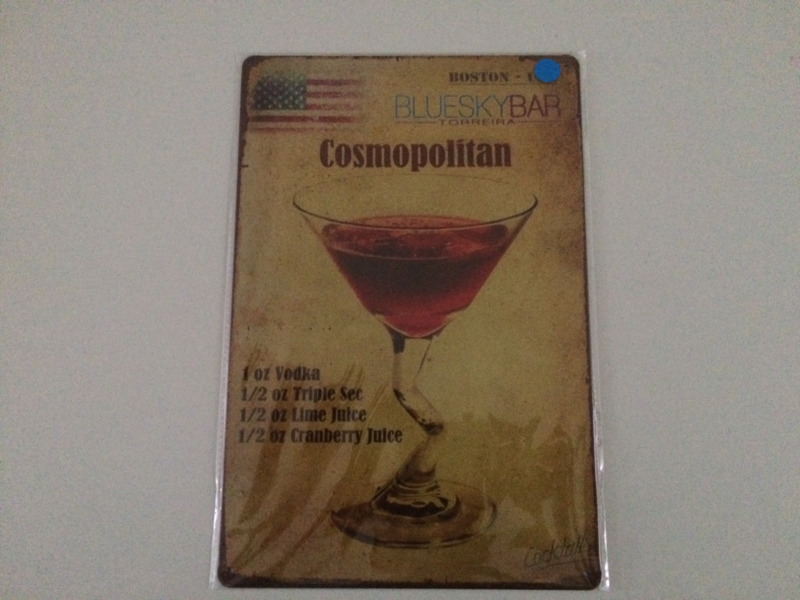 BOSTON -
BLUESKYBAR
TORREIRA
Cosmopolitan
1 oz Vodka
1/2 oz Triple Sec
1/2 oz Lime Juice
1/2 oz Cranberry Juice
Cocktails